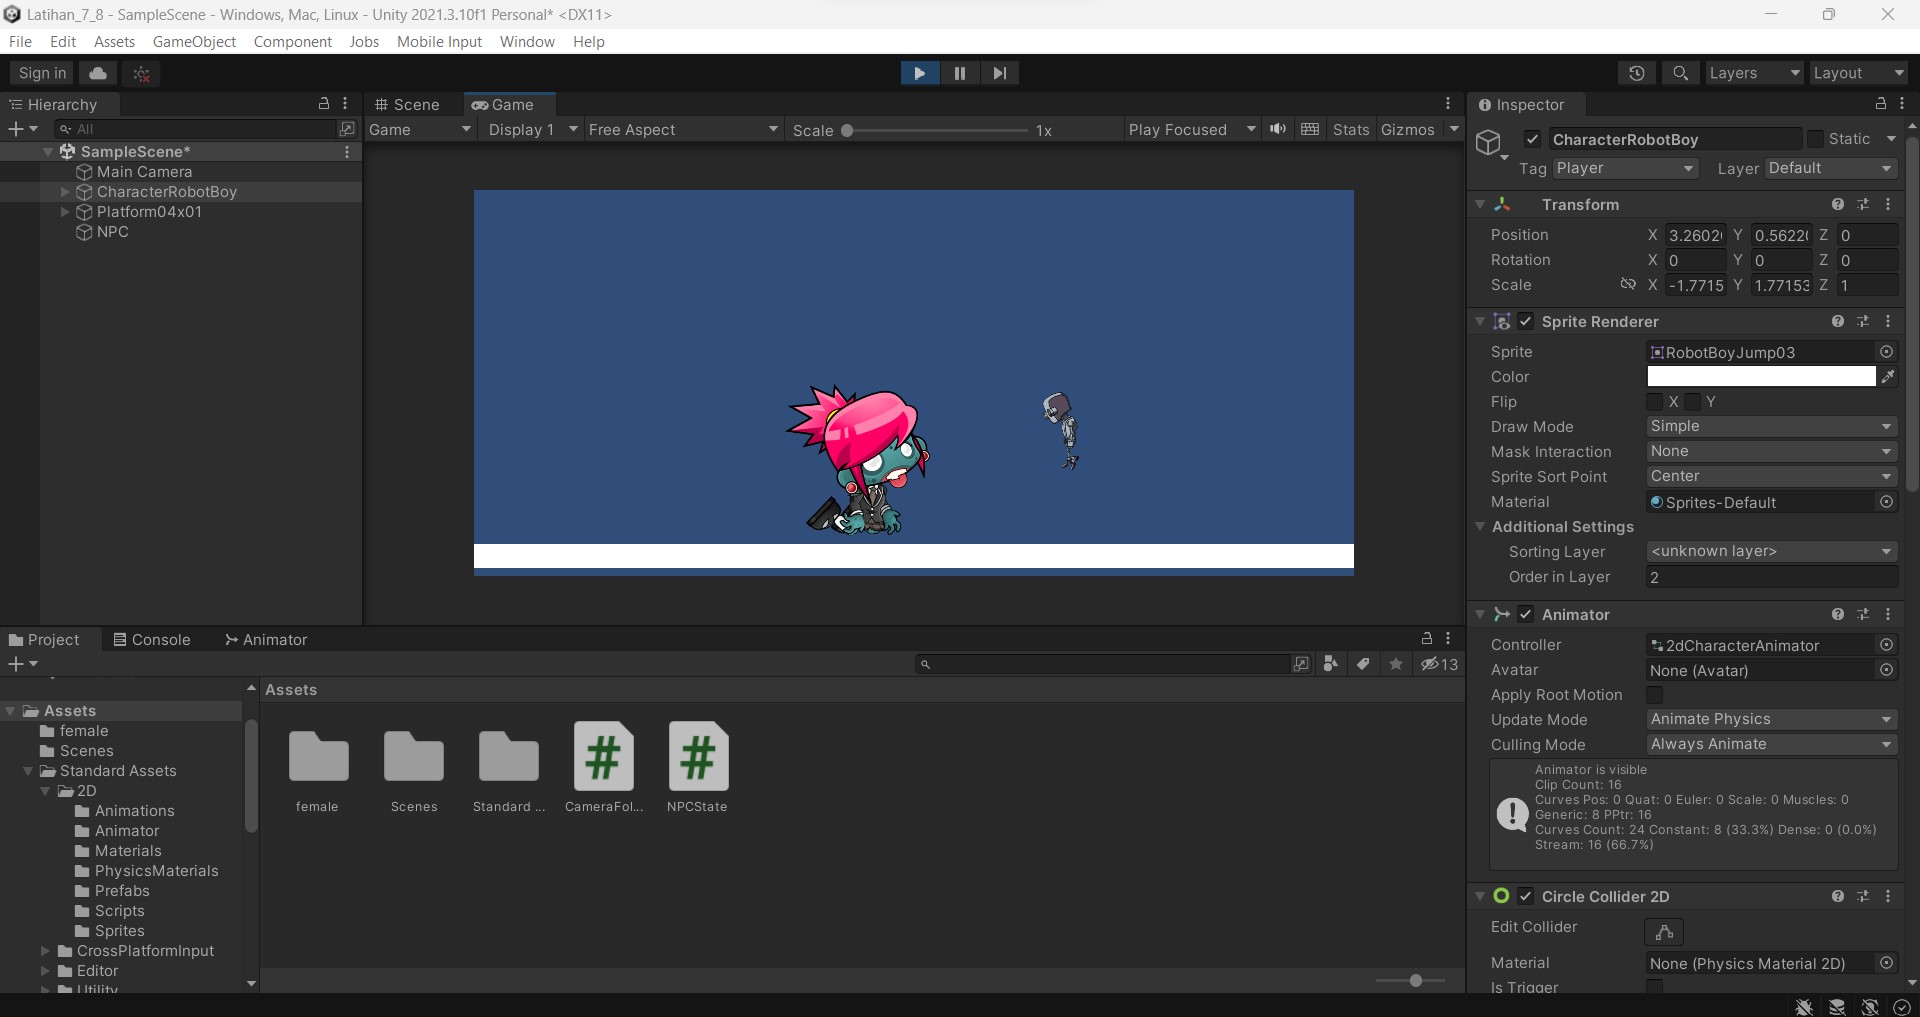 Latihan_7_8 - SampleScene - Windows, Mac, Linux - Unity 2021.3.10f1 Personal* <DX11>
File Edit Assets GameObject Component Jobs Mobile Input Window Help
Sign in
Layers Layout
Hierarchy
All
SampleScene*
Main Camera
CharacterRobotBoy
Platform04x01
NPC
Scene Game
Game Display 1 Free Aspect Scale 1x Play Focused Stats Gizmos
Inspector
CharacterRobotBoy Static
Tag Player Layer Default
Transform
Position X 3.2602 Y 0.5622 Z 0
Rotation X 0 Y 0 Z 0
Scale X -1.7715 Y 1.77153 Z 1
Sprite Renderer
Sprite RobotBoyJump03
Color
Flip X Y
Draw Mode Simple
Mask Interaction None
Sprite Sort Point Center
Material Sprites-Default
Additional Settings
Sorting Layer <unknown layer>
Order in Layer 2
Animator
Controller 2dCharacterAnimator
Avatar None (Avatar)
Apply Root Motion
Update Mode Animate Physics
Culling Mode Always Animate
Animator is visible
Clip Count: 16
Curves Pos: 0 Quat: 0 Euler: 0 Scale: 0 Muscles: 0
Generic: 8 PPtr: 16
Curves Count: 24 Constant: 8 (33.3%) Dense: 0 (0.0%)
Stream: 16 (66.7%)
Circle Collider 2D
Edit Collider
Material None (Physics Material 2D)
Is Trigger
Project Console Animator
13
Assets
female
Scenes
Standard Assets
2D
Animations
Animator
Materials
PhysicsMaterials
Prefabs
Scripts
Sprites
CrossPlatformInput
Editor
Utility
Assets
female Scenes Standard ... CameraFol... NPCState